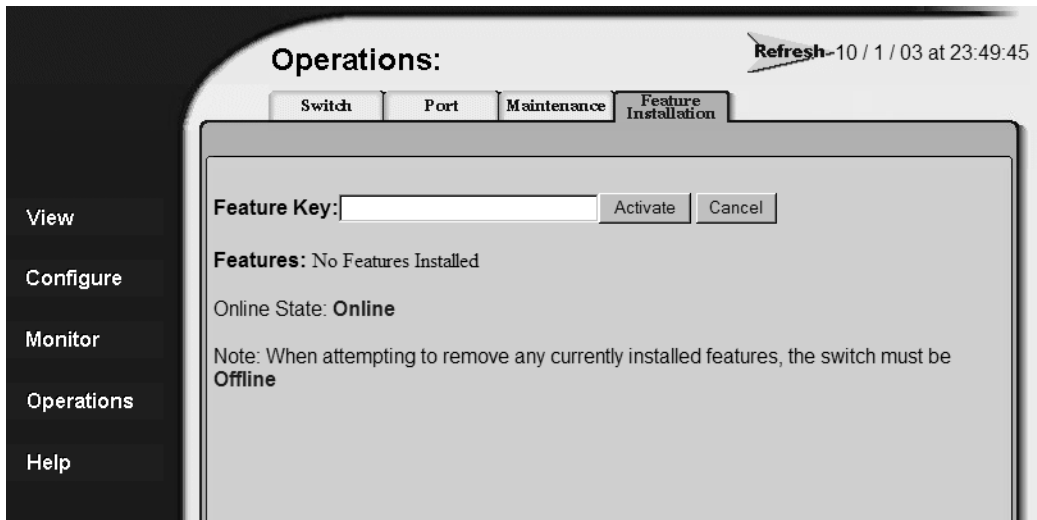 Operations:
Refresh-10 / 1 / 03 at 23:49:45
Switch
Port
Maintenance
Feature
Installation
View
Configure
Monitor
Operations
Help
Feature Key:
Activate
Cancel
Features: No Features Installed
Online State: Online
Note: When attempting to remove any currently installed features, the switch must be
Offline